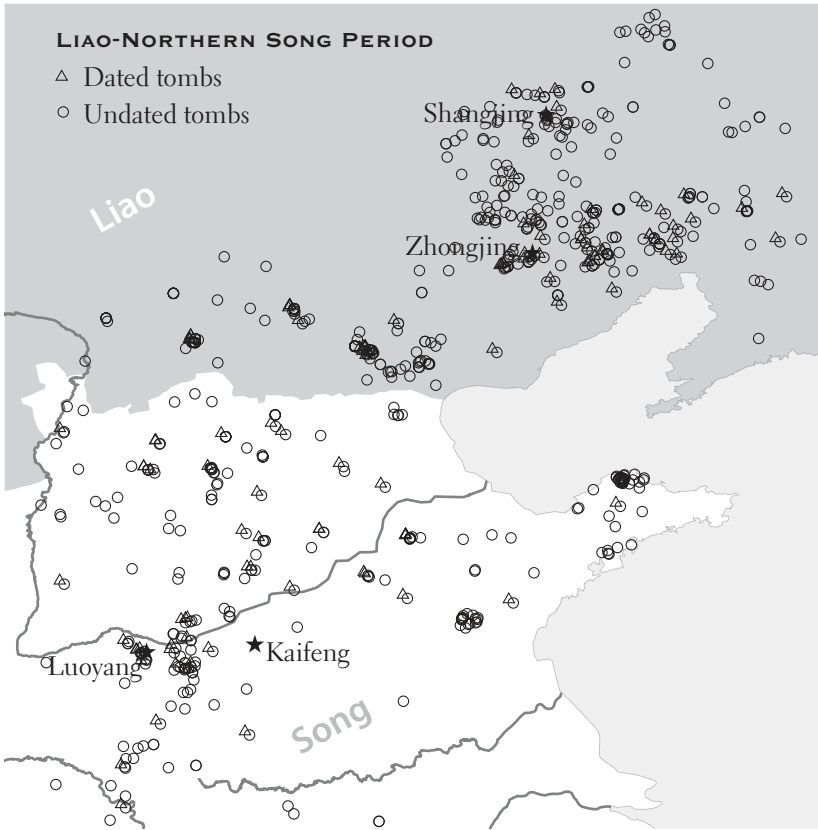 LIAO-NORTHERN SONG PERIOD
Dated tombs
Undated tombs
Shangjing
Liao
Zhongjing
Kaifeng
Luoyang
Song